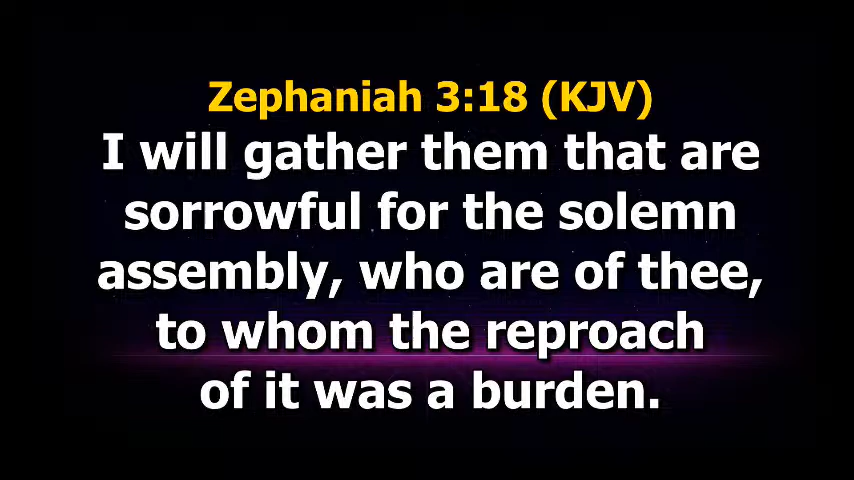 Zephaniah 3:18 (KJV)
I will gather them that are
sorrowful for the solemn
assembly, who are of thee,
to whom the reproach
of it was a burden.